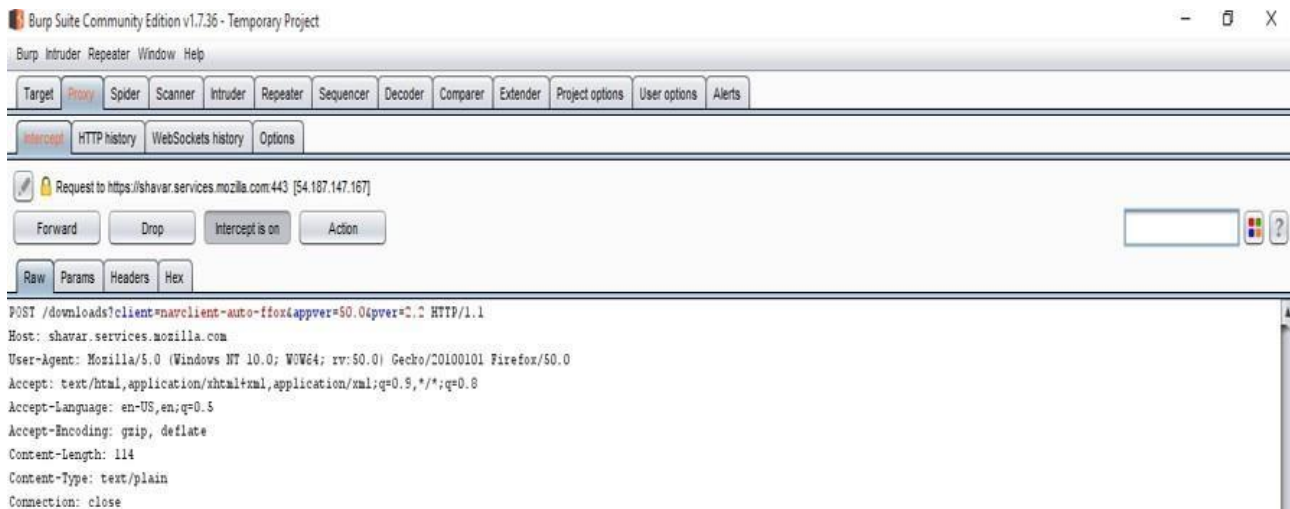 Burp Suite Community Edition v1.7.36 - Temporary Project
Burp Intruder Repeater Window Help
Target Proxy Spider Scanner Intruder Repeater Sequencer Decoder Comparer Extender Project options User options Alerts
Intercept HTTP history WebSockets history Options
Request to https://shavar.services.mozilla.com:443 [54.187.147.167]
Forward Drop Intercept is on Action ?
Raw Params Headers Hex
POST /downloads?client=navclient-auto-ffox&appver=50.0&pver=2.2 HTTP/1.1
Host: shavar.services.mozilla.com
User-Agent: Mozilla/5.0 (Windows NT 10.0; WOW64; rv:50.0) Gecko/20100101 Firefox/50.0
Accept: text/html,application/xhtml+xml,application/xml;q=0.9,*/*;q=0.8
Accept-Language: en-US,en;q=0.5
Accept-Encoding: gzip, deflate
Content-Length: 114
Content-Type: text/plain
Connection: close